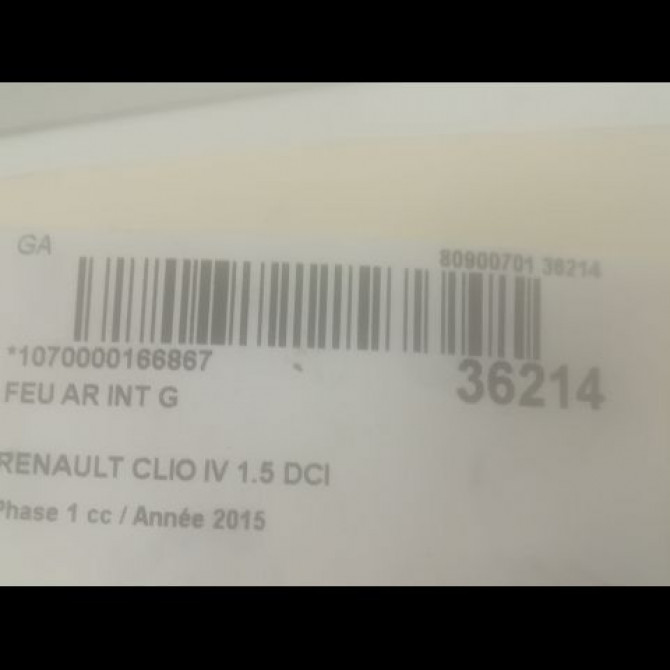 GA
80900701 36214
*1070000166867
36214
FEU AR INT G
RENAULT CLIO IV 1.5 DCI
Phase 1 cc / Année 2015